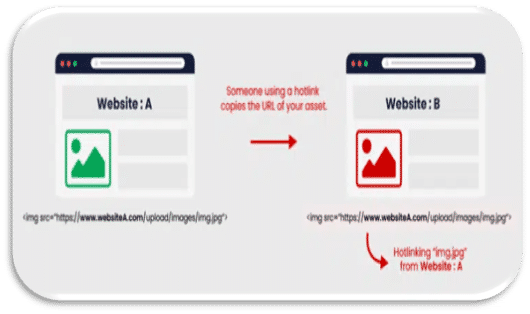 Website : A
Someone using a hotlink
copies the URL of your asset.
Website : B
<img src="https://www.websiteA.com/upload/images/img.jpg">
<img src="https://www.websiteA.com/upload/images/img.jpg">
Hotlinking "img.jpg"
from Website : A